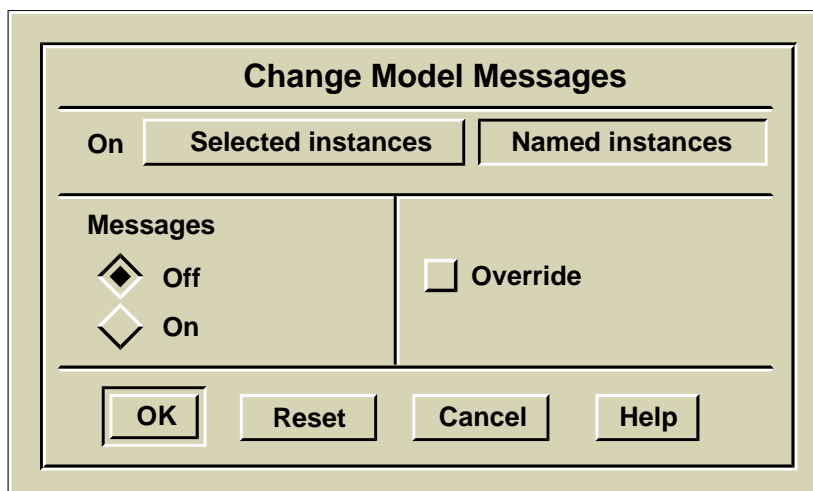 Change Model Messages
On Selected instances Named instances
Messages
Off
Override
On
OK Reset Cancel Help